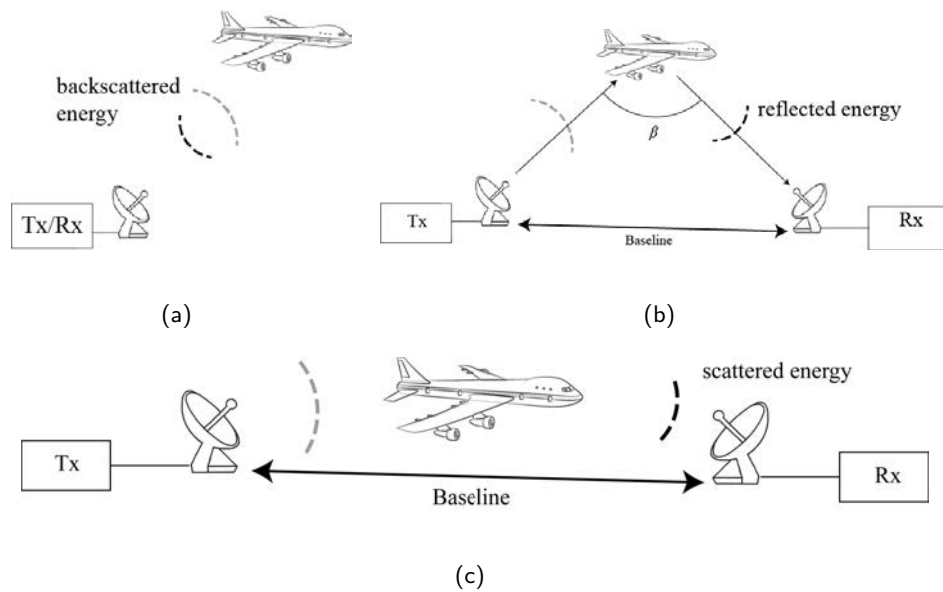 backscattered
energy
Tx/Rx
(a)
β
reflected energy
Tx
Baseline
Rx
(b)
scattered energy
Tx
Baseline
Rx
(c)